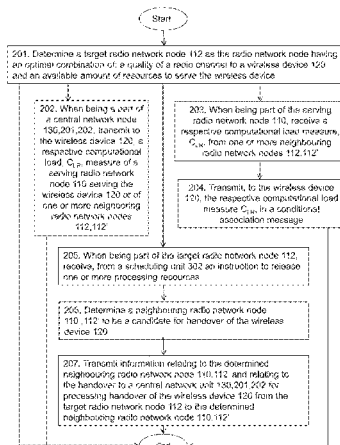 Start
201. Determine a target radio network node 112 as the radio network node having
an optimal combination of: a quality of a radio channel to a wireless device 120
and an available amount of resources to serve the wireless device
202. When being a part of
a central network node
130,201,202, transmit to
the wireless device 120, a
respective computational
load, measure of a
serving radio network
node 110 serving the
wireless device 120 or of
one or more neighboring
radio network nodes
112,112'
203. When being part of the serving
radio network node 110, receive a
respective computational load measure,
from one or more neighbouring
radio network nodes 112,112'
204. Transmit, to the wireless device
120, the respective computational load
measure in a conditional
association message
205. When being part of the target radio network node 112,
receive, from a scheduling unit 302 an instruction to release
one or more processing resources
206. Determine a neighbouring radio network node
110, 112' to be a candidate for handover of the wireless
device 120
207. Transmit information relating to the determined
neighbouring radio network node 110,112' and relating to
the handover to a central network unit 130,201,202 for
processing handover of the wireless device 120 from the
target radio network node 112 to the determined
neighbouring radio network node 110,112'